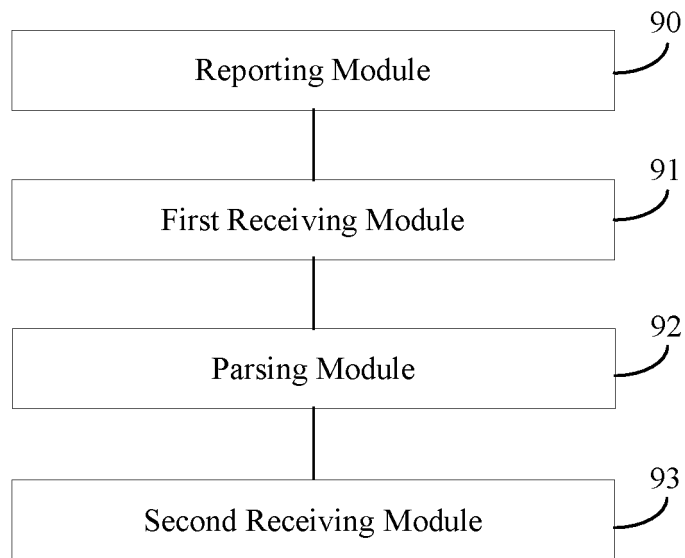 90
Reporting Module
91
First Receiving Module
92
Parsing Module
93
Second Receiving Module